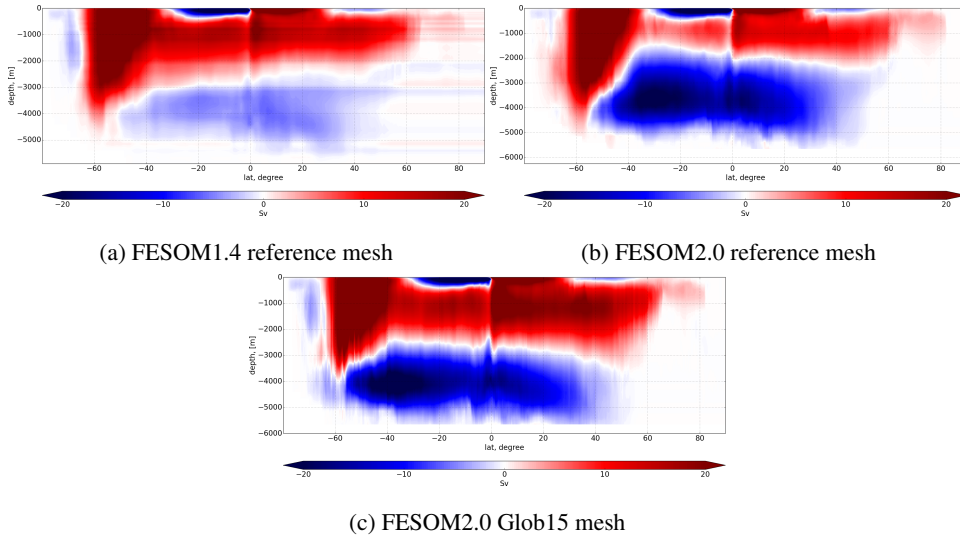 0
−1000
−2000
−3000
−4000
−5000
depth, [m]
−60 −40 −20 0 20 40 60 80
lat, degree
−20 −10 0 10 20
Sv
(a) FESOM1.4 reference mesh
0
−1000
−2000
−3000
−4000
−5000
−6000
depth, [m]
−60 −40 −20 0 20 40 60 80
lat, degree
−20 −10 0 10 20
Sv
(b) FESOM2.0 reference mesh
0
−1000
−2000
−3000
−4000
−5000
−6000
depth, [m]
−60 −40 −20 0 20 40 60 80
lat, degree
−20 −10 0 10 20
Sv
(c) FESOM2.0 Glob15 mesh